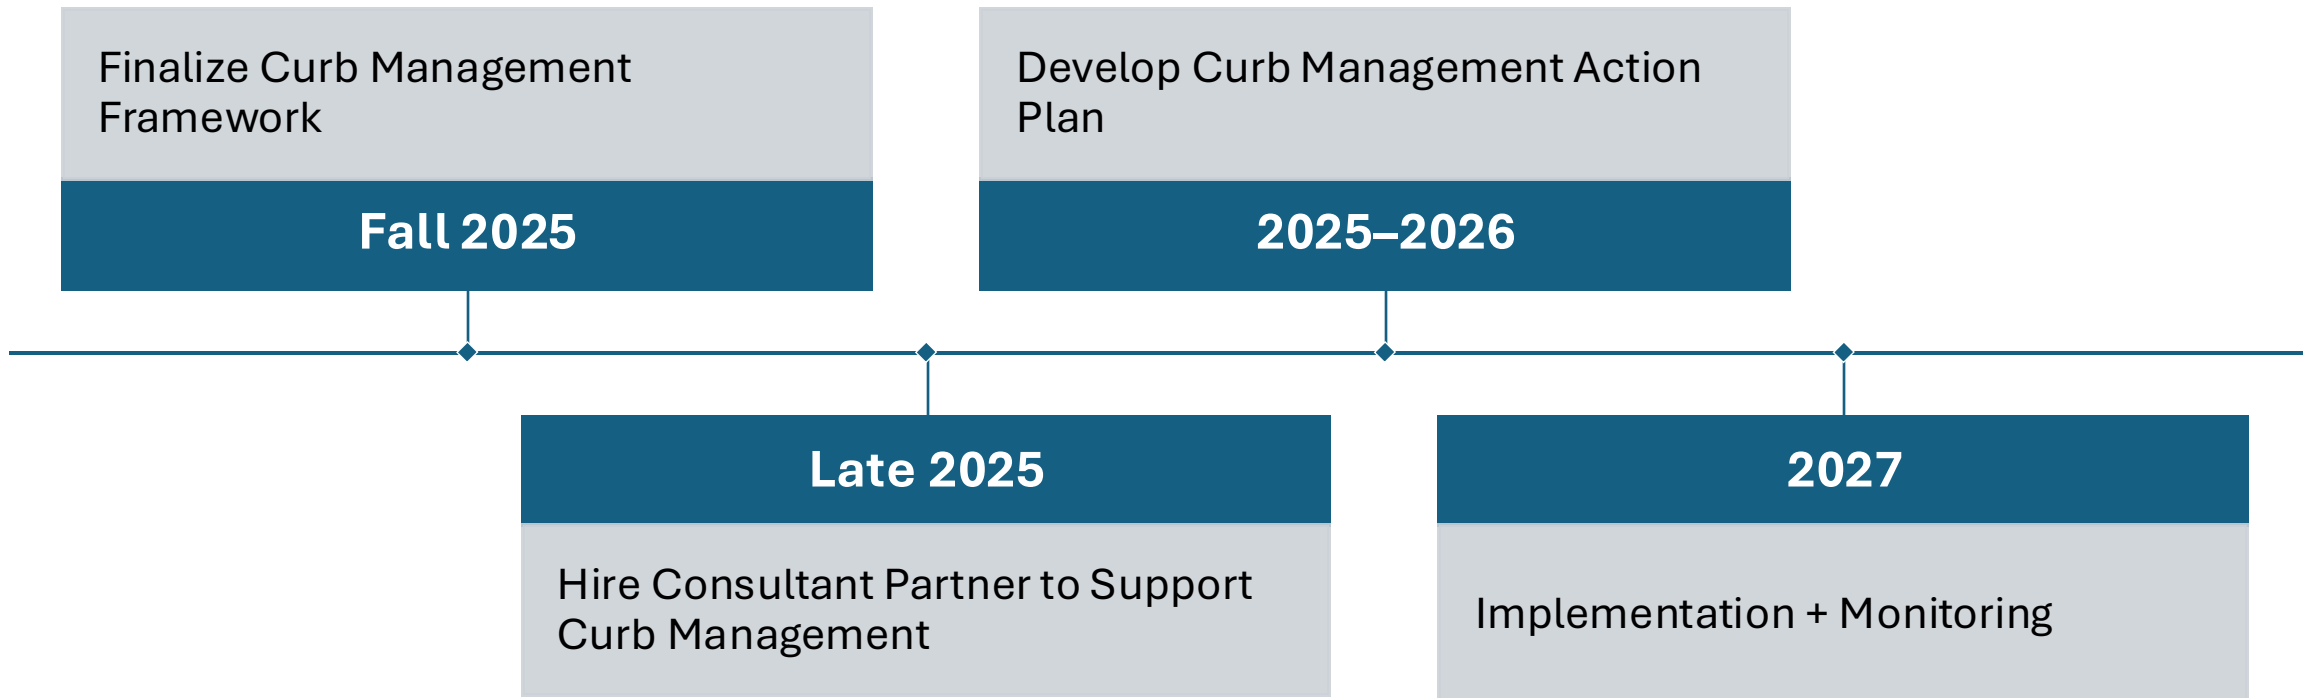 Finalize Curb Management
Framework
Fall 2025
Late 2025
Hire Consultant Partner to Support
Curb Management
Develop Curb Management Action
Plan
2025–2026
2027
Implementation + Monitoring